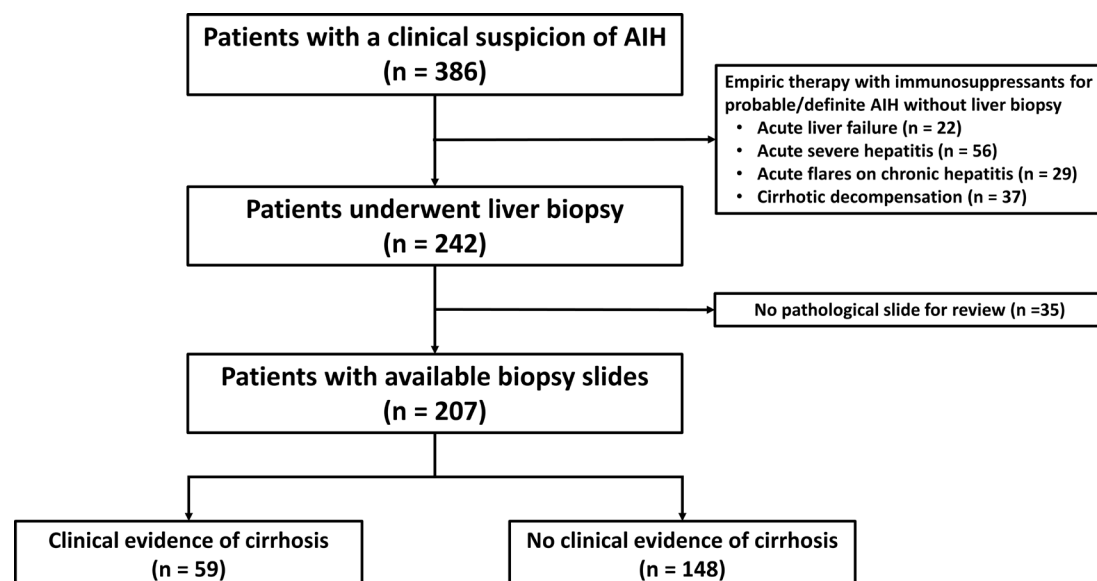 Patients with a clinical suspicion of AIH
(n = 386)
Empiric therapy with immunosuppressants for
probable/definite AIH without liver biopsy
• Acute liver failure (n = 22)
• Acute severe hepatitis (n = 56)
• Acute flares on chronic hepatitis (n = 29)
• Cirrhotic decompensation (n = 37)
Patients underwent liver biopsy
(n = 242)
No pathological slide for review (n =35)
Patients with available biopsy slides
(n = 207)
Clinical evidence of cirrhosis
(n = 59)
No clinical evidence of cirrhosis
(n = 148)